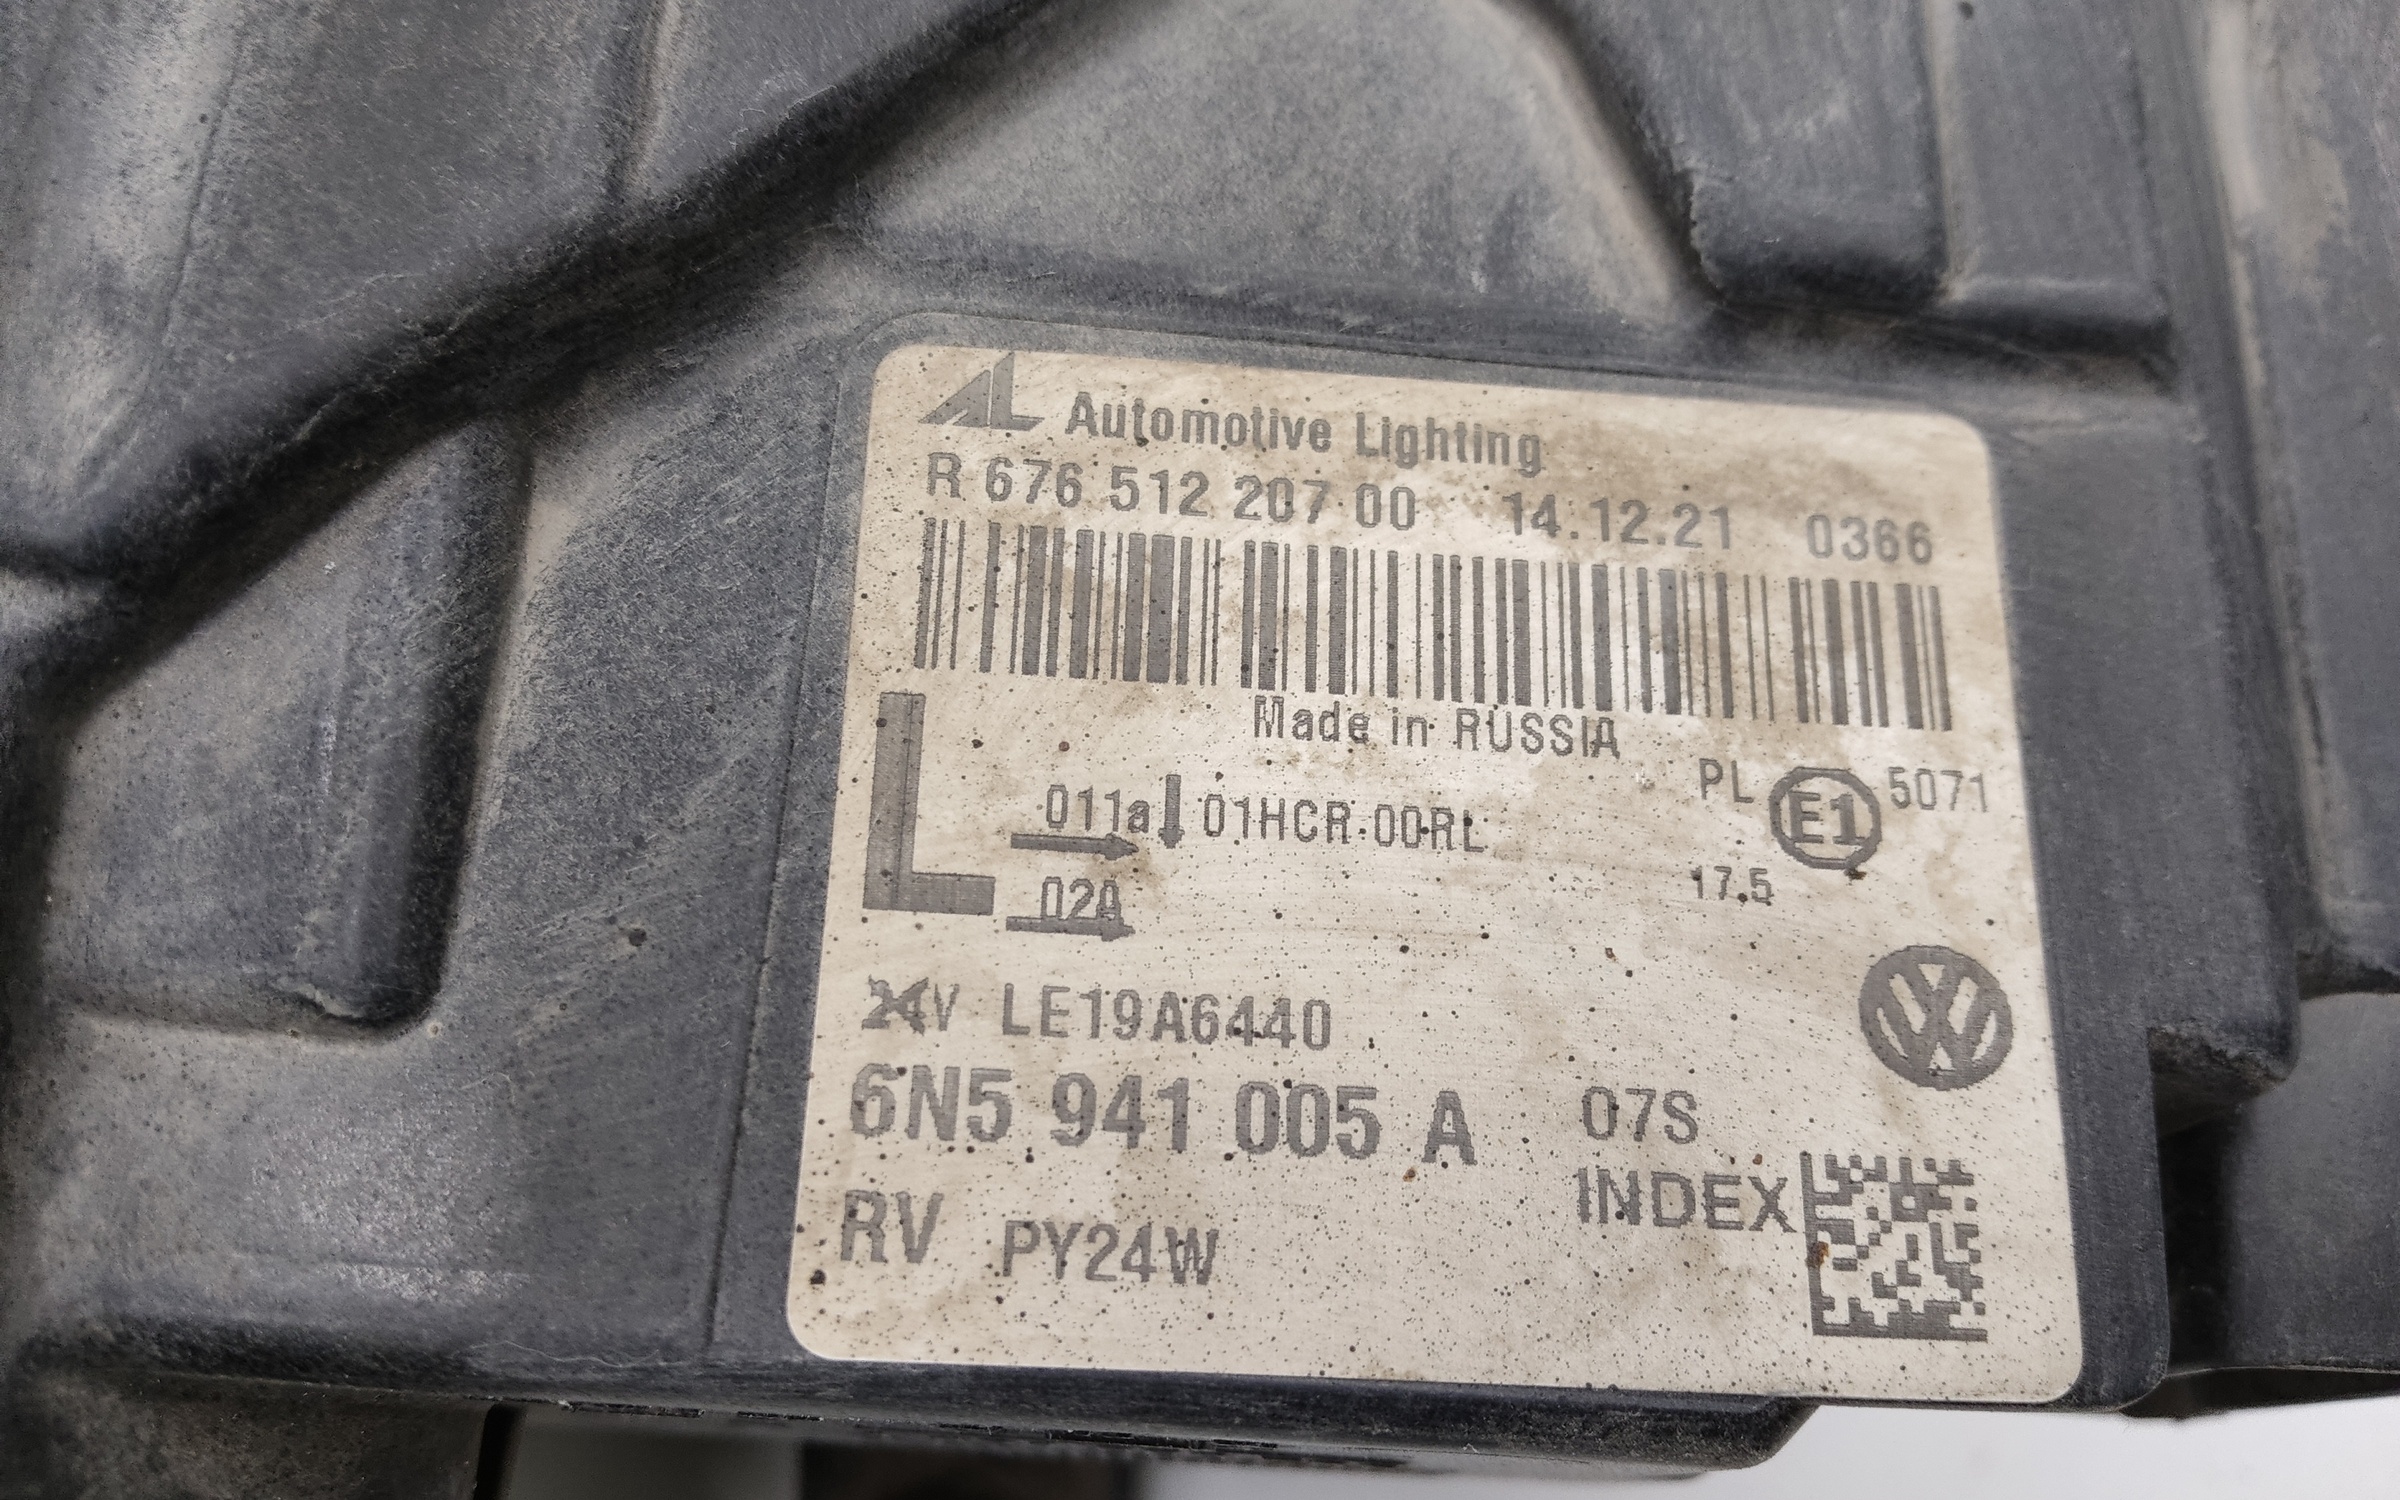 AL Automotive Lighting
R 676 512 207 00 14.12.21 0366
Made in RUSSIA
L 011a 01HCR 00RL PL E1 5071
02A 17.5
24V LE19A6440
6N5 941 005 A 07S
RV PY24W INDEX